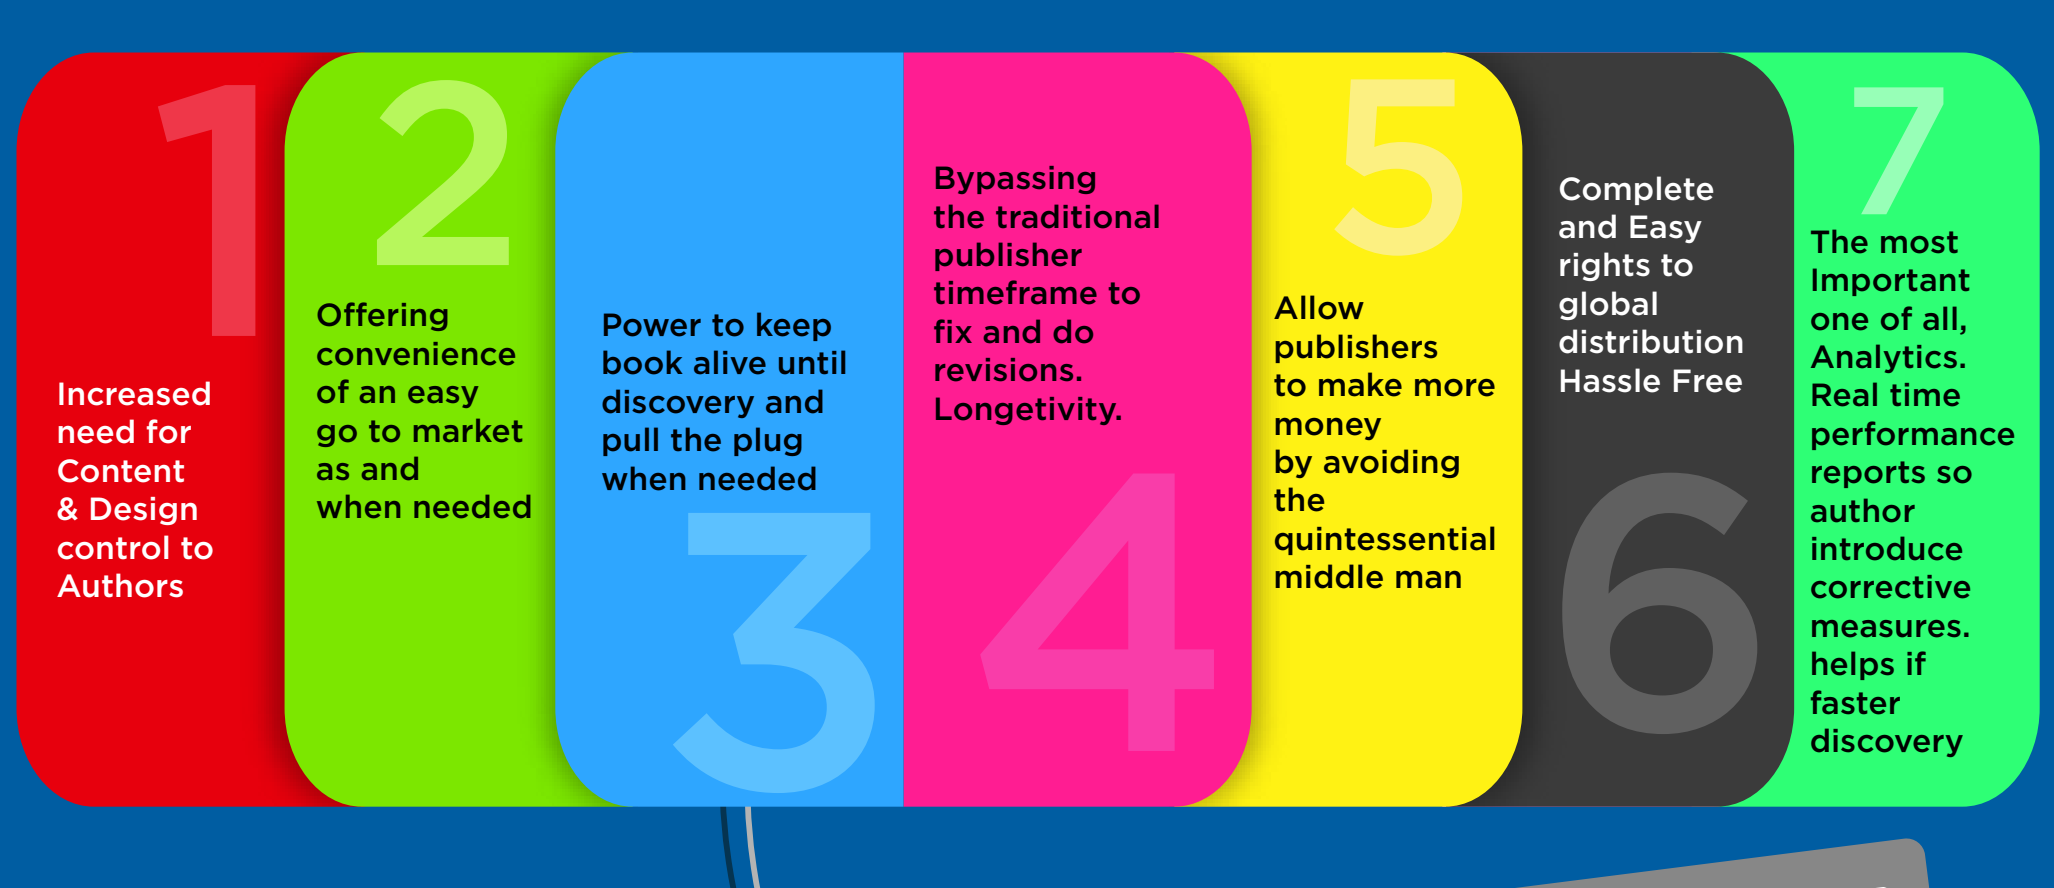 1
Increased
need for
Content
& Design
control to
Authors
2
Offering
convenience
of an easy
go to market
as and
when needed
Power to keep
book alive until
discovery and
pull the plug
when needed
3
Bypassing
the traditional
publisher
timeframe to
fix and do
revisions.
Longetivity.
4
5
Allow
publishers
to make more
money
by avoiding
the
quintessential
middle man
Complete
and Easy
rights to
global
distribution
Hassle Free
6
7
The most
Important
one of all,
Analytics.
Real time
performance
reports so
author
introduce
corrective
measures.
helps if
faster
discovery